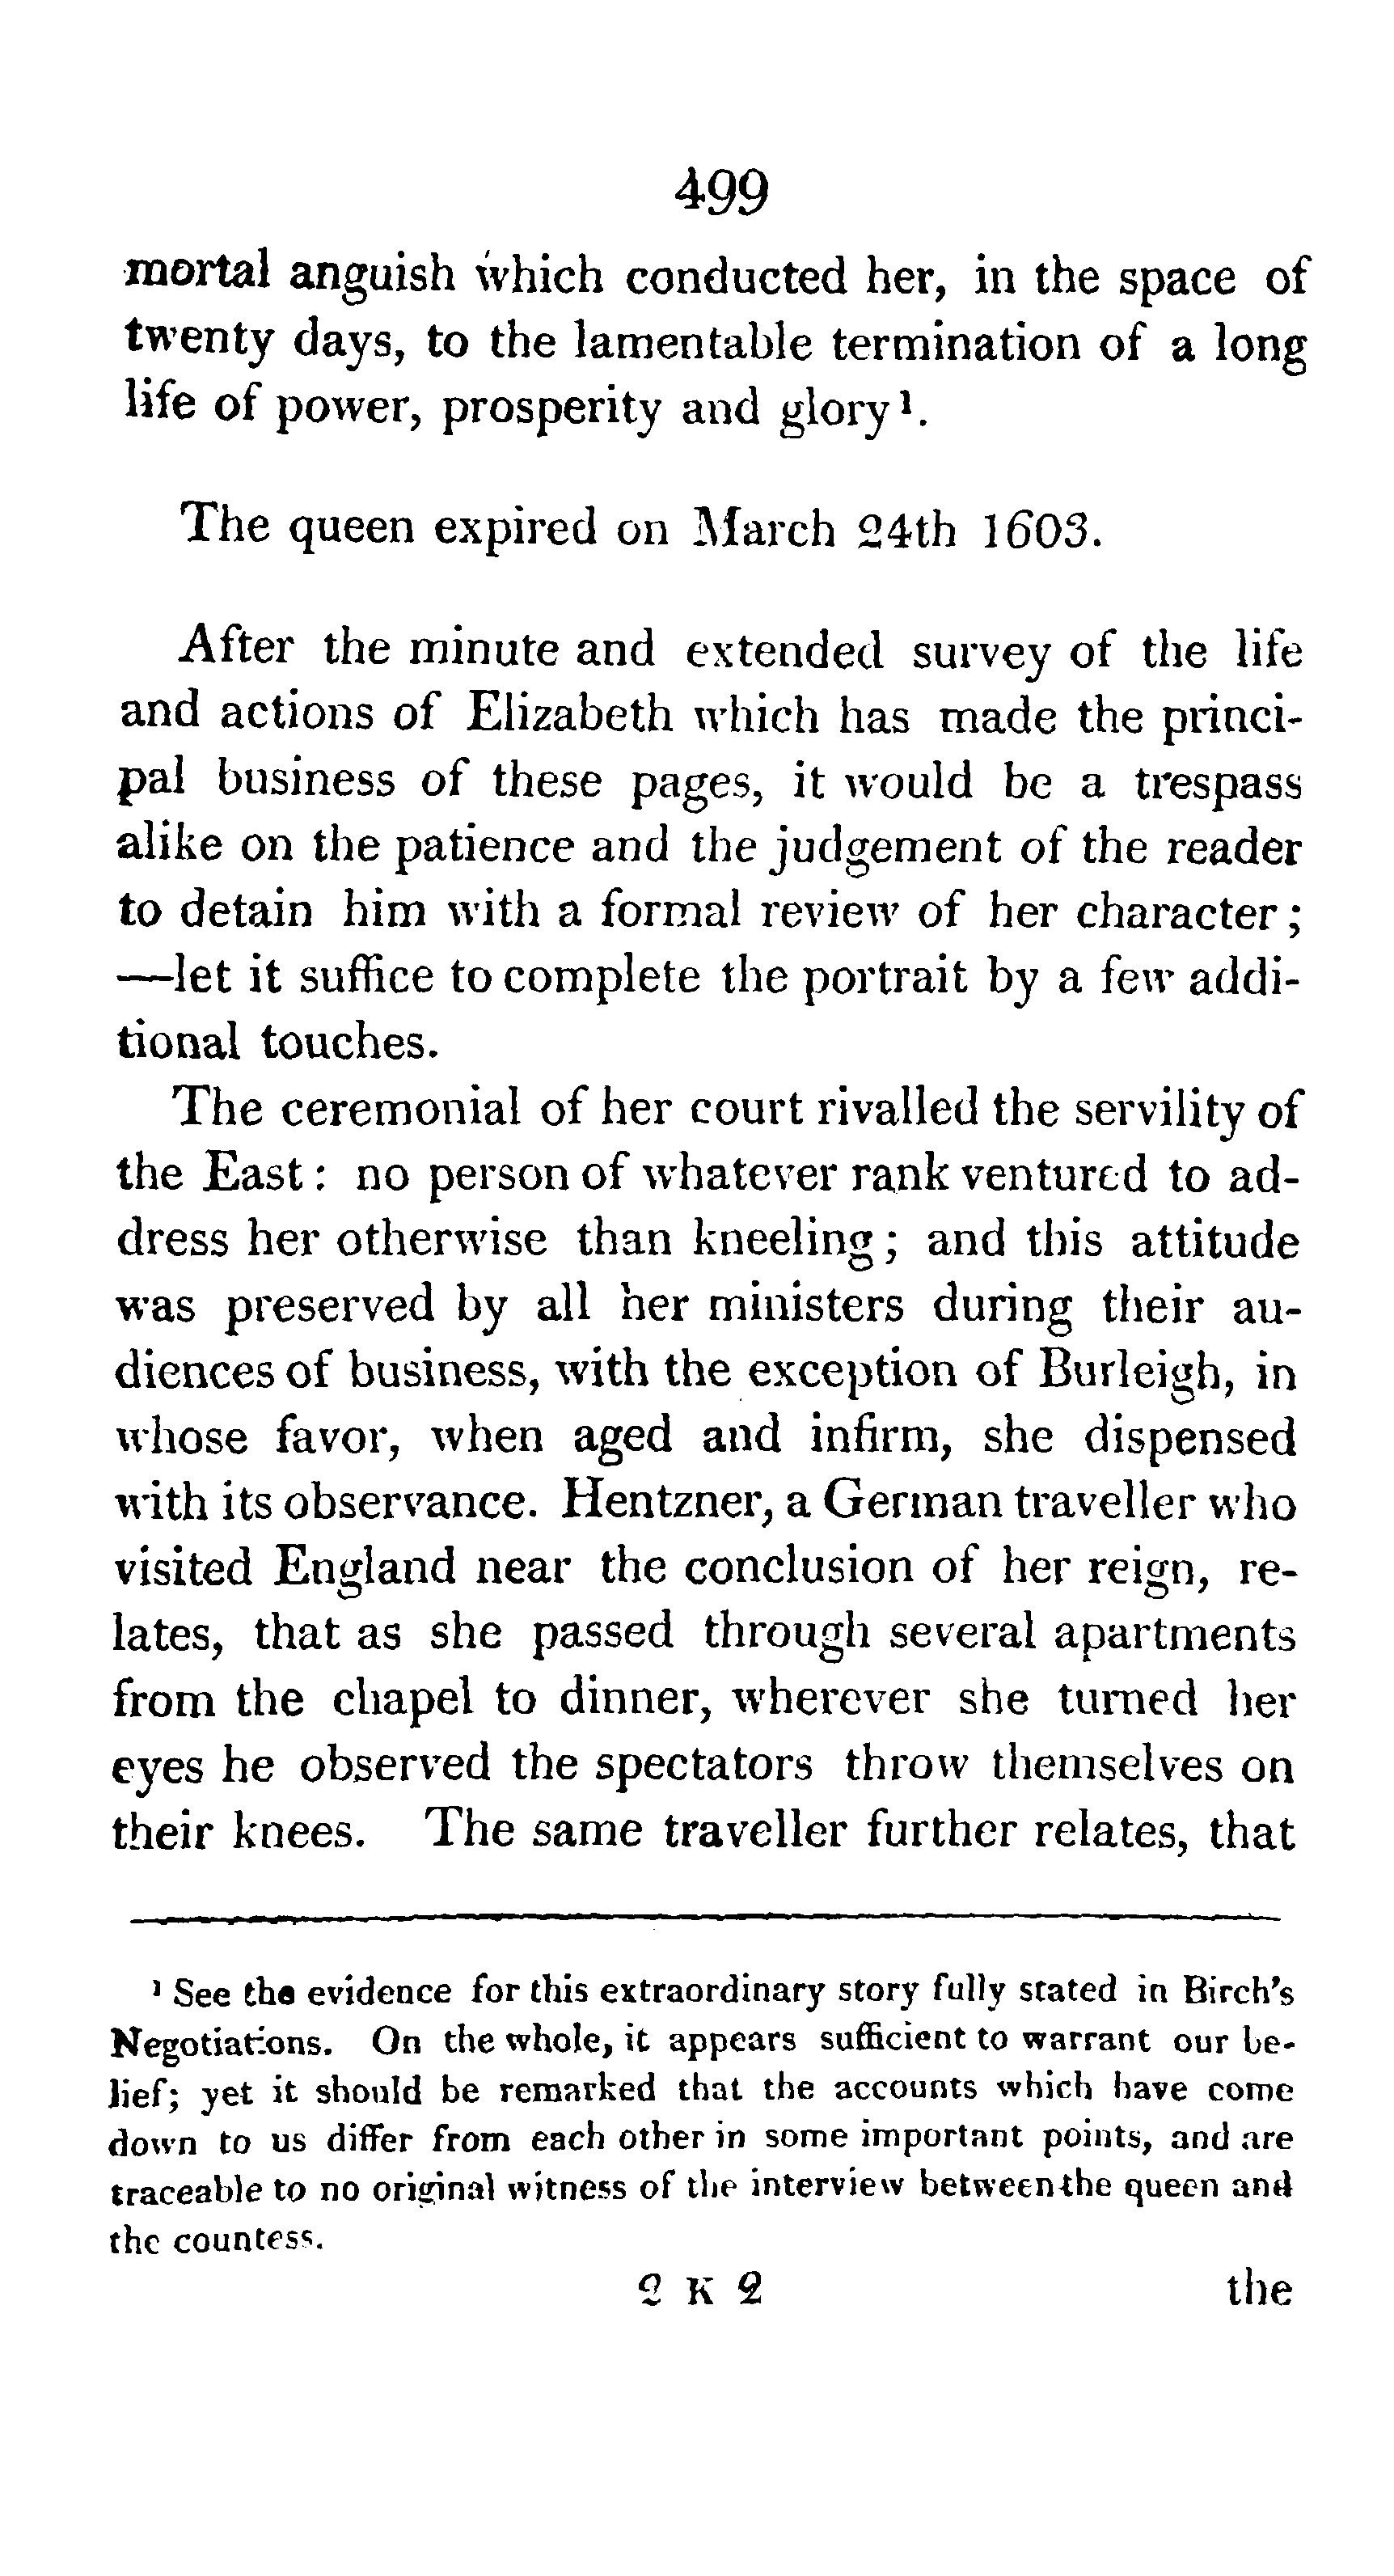 499
mortal anguish which conducted her, in the space of
twenty days, to the lamentable termination of a long
life of power, prosperity and glory¹.
The queen expired on March 24th 1603.
After the minute and extended survey of the life
and actions of Elizabeth which has made the princi-
pal business of these pages, it would be a trespass
alike on the patience and the judgement of the reader
to detain him with a formal review of her character;
—let it suffice to complete the portrait by a few addi-
tional touches.
The ceremonial of her court rivalled the servility of
the East: no person of whatever rank ventured to ad-
dress her otherwise than kneeling; and this attitude
was preserved by all her ministers during their au-
diences of business, with the exception of Burleigh, in
whose favor, when aged and infirm, she dispensed
with its observance. Hentzner, a German traveller who
visited England near the conclusion of her reign, re-
lates, that as she passed through several apartments
from the chapel to dinner, wherever she turned her
eyes he observed the spectators throw themselves on
their knees. The same traveller further relates, that
¹ See the evidence for this extraordinary story fully stated in Birch's
Negotiations. On the whole, it appears sufficient to warrant our be-
lief; yet it should be remarked that the accounts which have come
down to us differ from each other in some important points, and are
traceable to no original witness of the interview between the queen and
the countess.
2 K 2 the